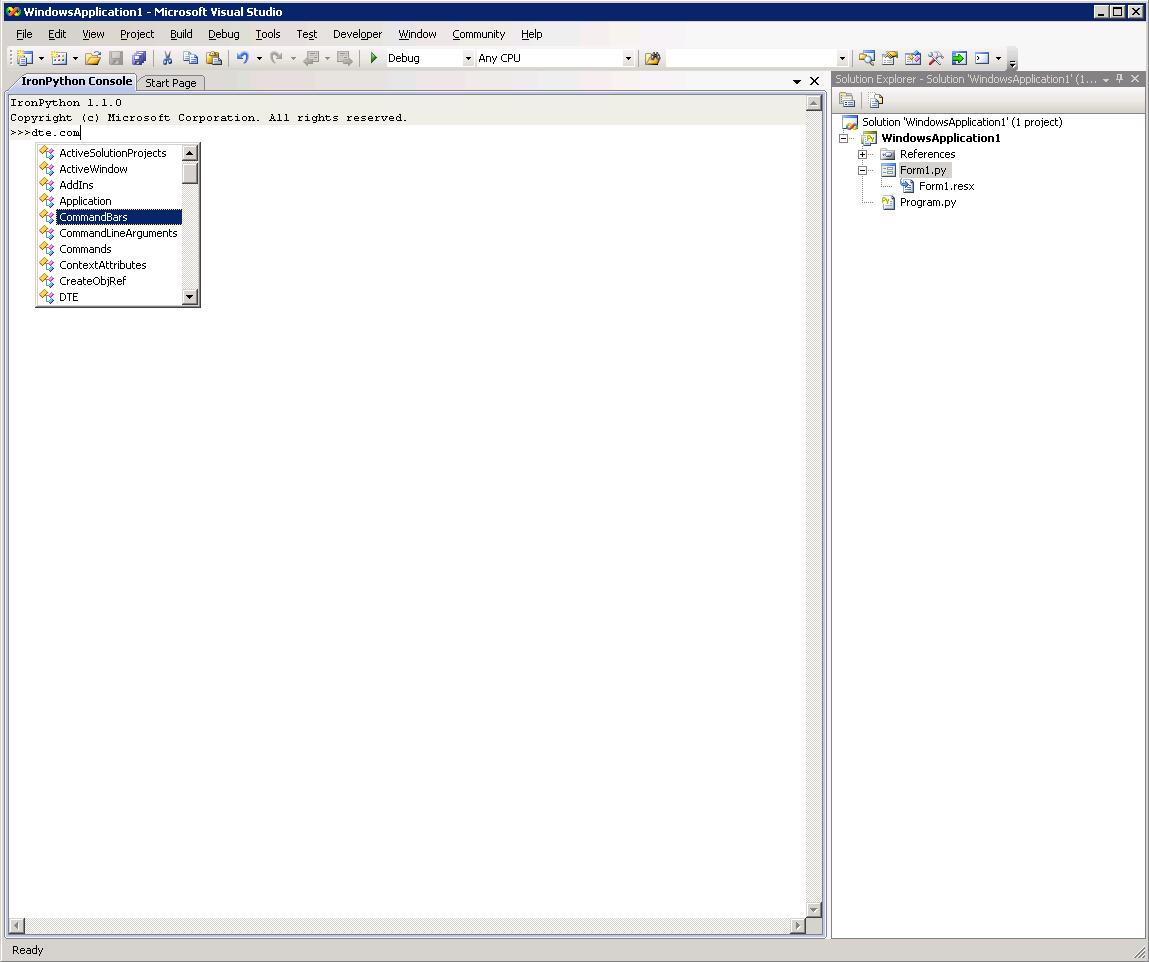 WindowsApplication1 - Microsoft Visual Studio
File Edit View Project Build Debug Tools Test Developer Window Community Help
Debug Any CPU
IronPython Console Start Page
IronPython 1.1.0
Copyright (c) Microsoft Corporation. All rights reserved.
>>>dte.com
ActiveSolutionProjects
ActiveWindow
AddIns
Application
CommandBars
CommandLineArguments
Commands
ContextAttributes
CreateObjRef
DTE
Solution Explorer - Solution 'WindowsApplication1' (1...
Solution 'WindowsApplication1' (1 project)
WindowsApplication1
References
Form1.py
Form1.resx
Program.py
Ready